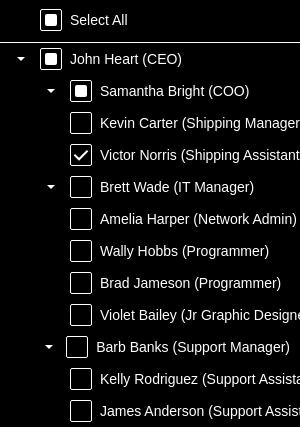 Select All
John Heart (CEO)
Samantha Bright (COO)
Kevin Carter (Shipping Manager
Victor Norris (Shipping Assistant
Brett Wade (IT Manager)
Amelia Harper (Network Admin)
Wally Hobbs (Programmer)
Brad Jameson (Programmer)
Violet Bailey (Jr Graphic Designe
Barb Banks (Support Manager)
Kelly Rodriguez (Support Assista
James Anderson (Support Assist